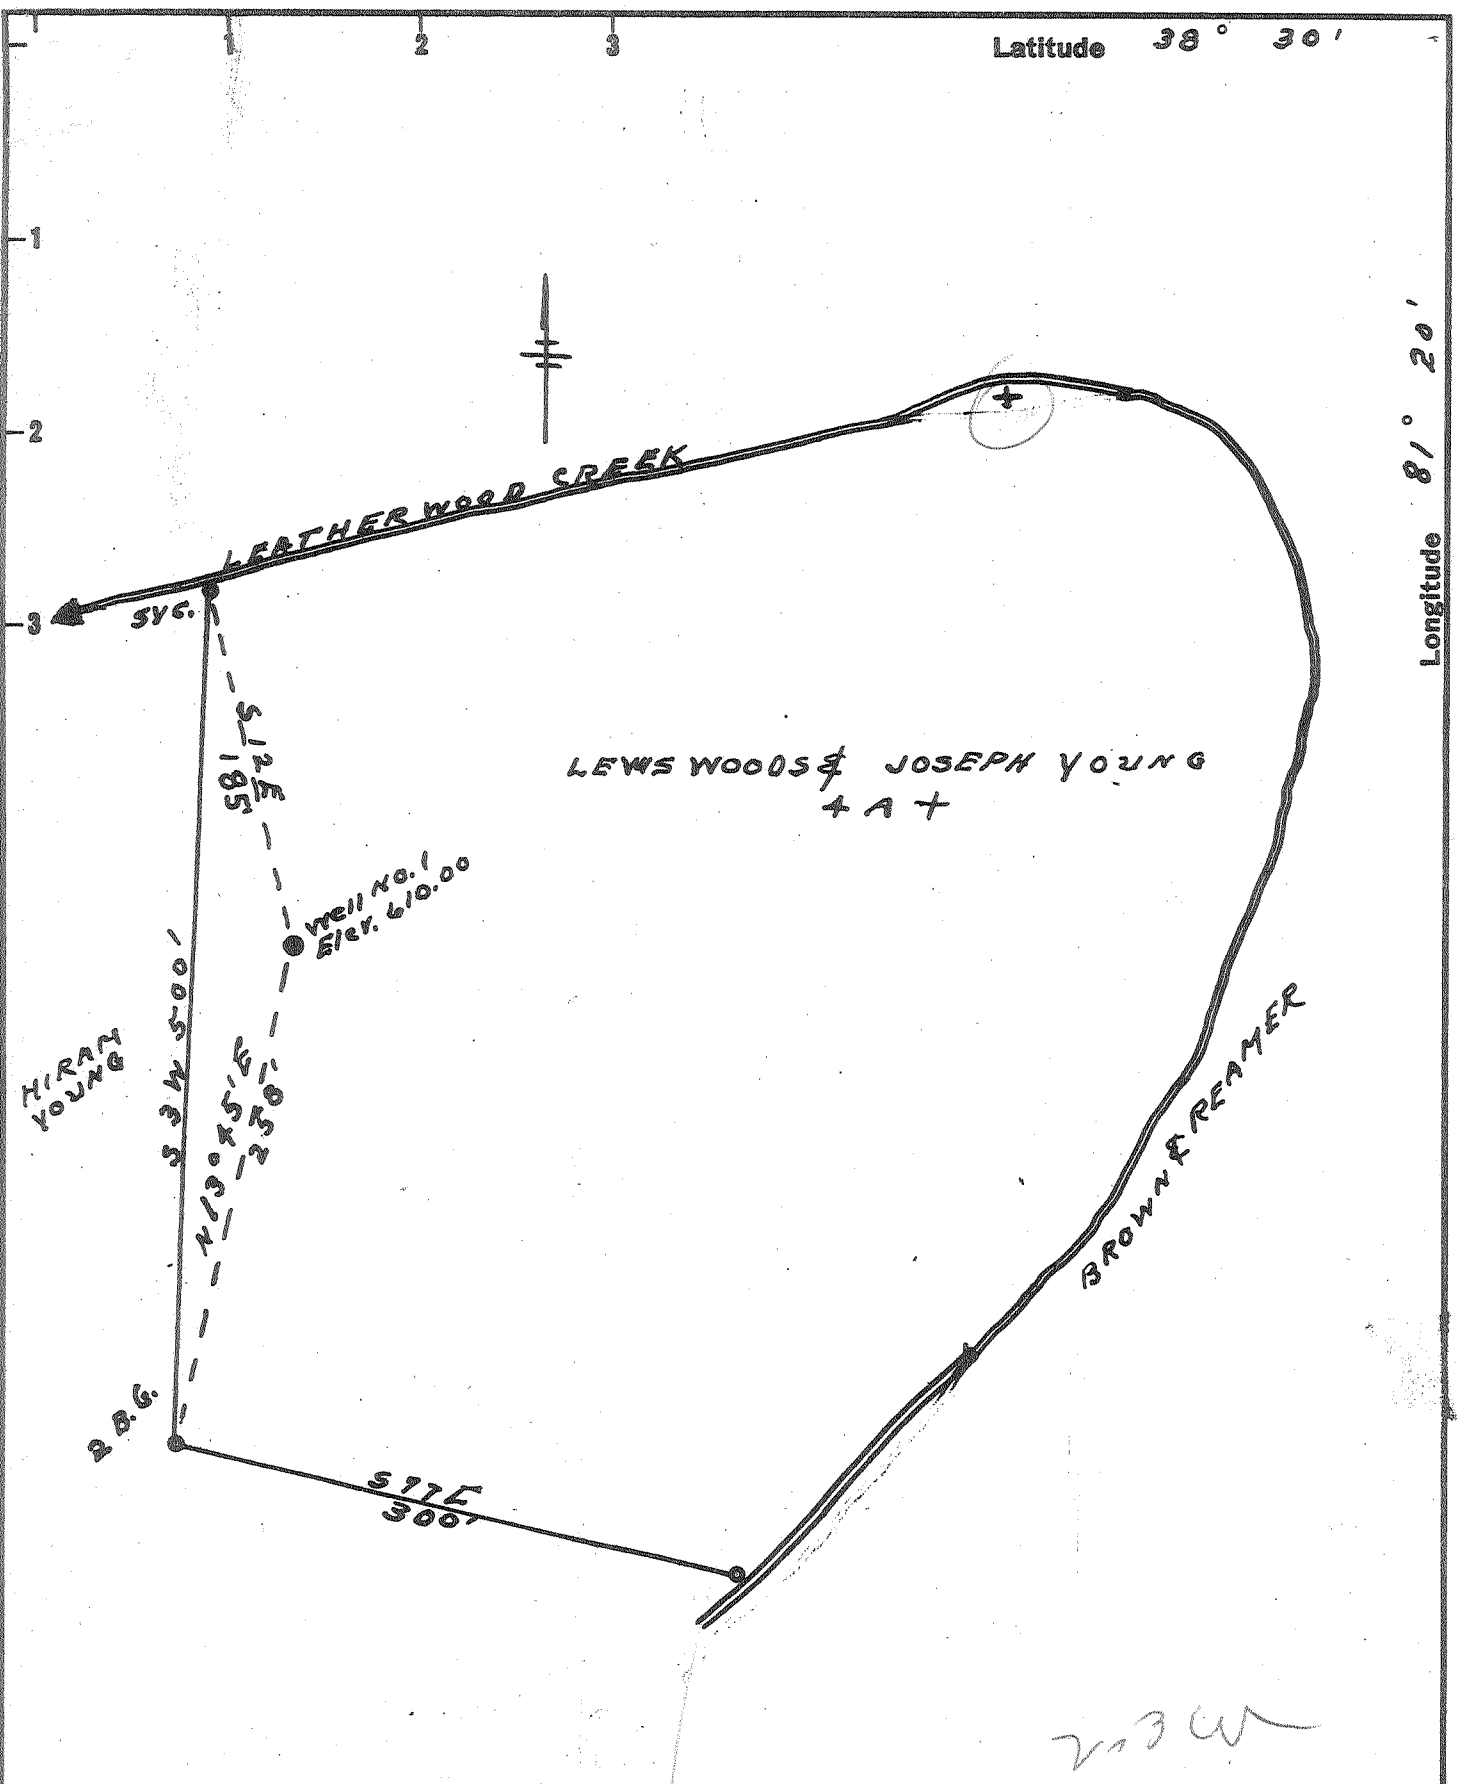 1 2 3
Latitude 38° 30'
1
2
3
Longitude 81° 20'
LEATHERWOOD CREEK
SYC.
S 12 E
185'
LEWIS WOODS & JOSEPH YOUNG
4 A +
Well No. 1
Elev. 610.00
HIRAM
YOUNG
S 3 W 500'
N 13° 45' E
258'
BROWN & REAMER
2 B.G.
S 77 E
300'